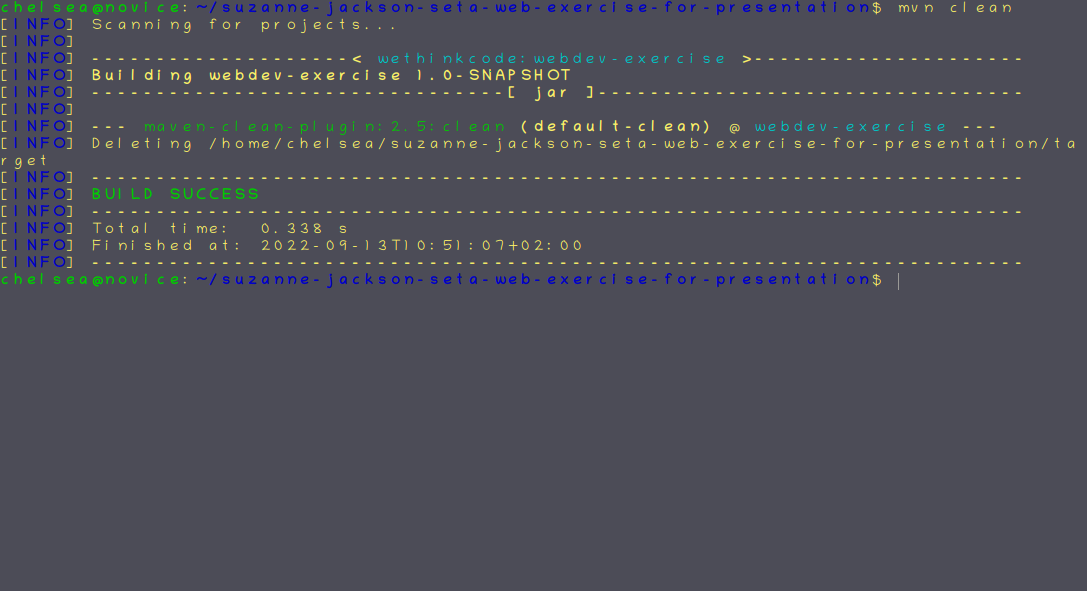 chelsea@novice:~/suzanne-jackson-seta-web-exercise-for-presentation$ mvn clean
[INFO] Scanning for projects...
[INFO]
[INFO] --------------------< wethinkcode:webdev-exercise >---------------------
[INFO] Building webdev-exercise 1.0-SNAPSHOT
[INFO] --------------------------------[ jar ]---------------------------------
[INFO]
[INFO] --- maven-clean-plugin:2.5:clean (default-clean) @ webdev-exercise ---
[INFO] Deleting /home/chelsea/suzanne-jackson-seta-web-exercise-for-presentation/ta
rget
[INFO] ------------------------------------------------------------------------
[INFO] BUILD SUCCESS
[INFO] ------------------------------------------------------------------------
[INFO] Total time:  0.338 s
[INFO] Finished at: 2022-09-13T10:51:07+02:00
[INFO] ------------------------------------------------------------------------
chelsea@novice:~/suzanne-jackson-seta-web-exercise-for-presentation$